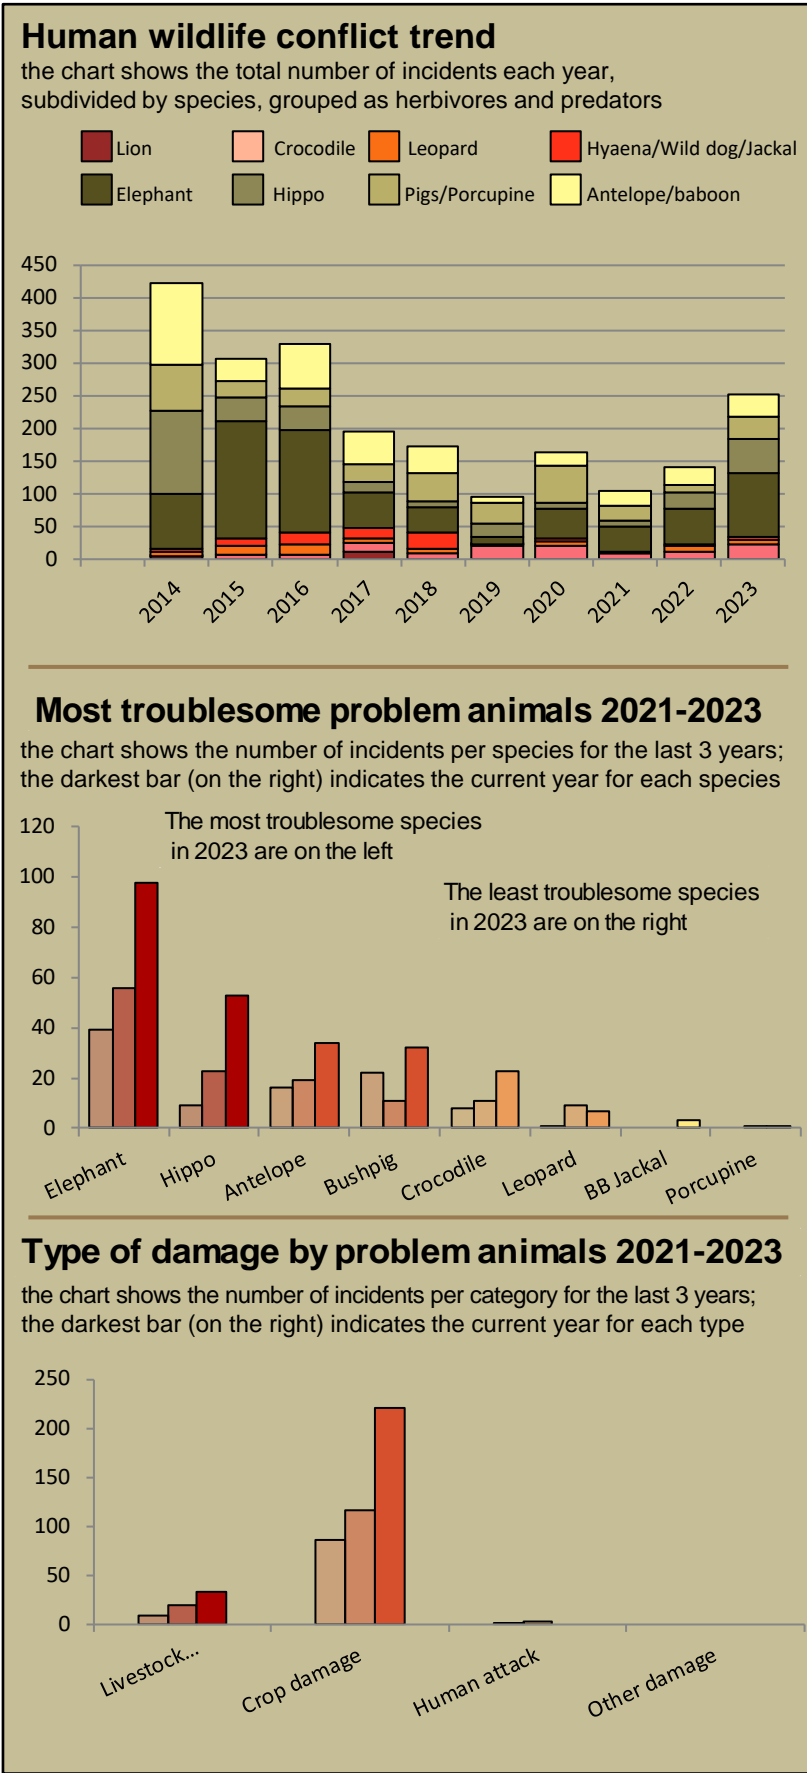 Human wildlife conflict trend
the chart shows the total number of incidents each year,
subdivided by species, grouped as herbivores and predators
Lion Crocodile Leopard Hyaena/Wild dog/Jackal
Elephant Hippo Pigs/Porcupine Antelope/baboon
450
400
350
300
250
200
150
100
50
0
2014 2015 2016 2017 2018 2019 2020 2021 2022 2023
Most troublesome problem animals 2021-2023
the chart shows the number of incidents per species for the last 3 years;
the darkest bar (on the right) indicates the current year for each species
The most troublesome species
in 2023 are on the left
The least troublesome species
in 2023 are on the right
120
100
80
60
40
20
0
Elephant Hippo Antelope Bushpig Crocodile Leopard BB Jackal Porcupine
Type of damage by problem animals 2021-2023
the chart shows the number of incidents per category for the last 3 years;
the darkest bar (on the right) indicates the current year for each type
250
200
150
100
50
0
Livestock... Crop damage Human attack Other damage